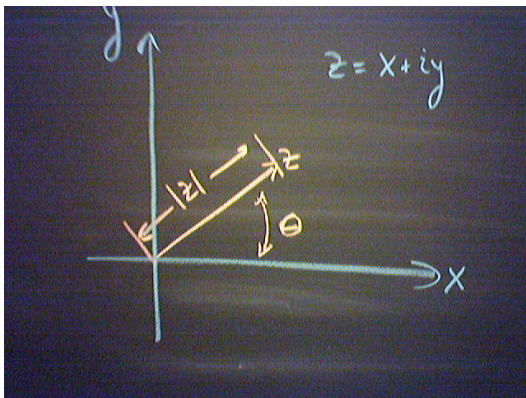 y
z = x + iy
z
|z|
θ
x